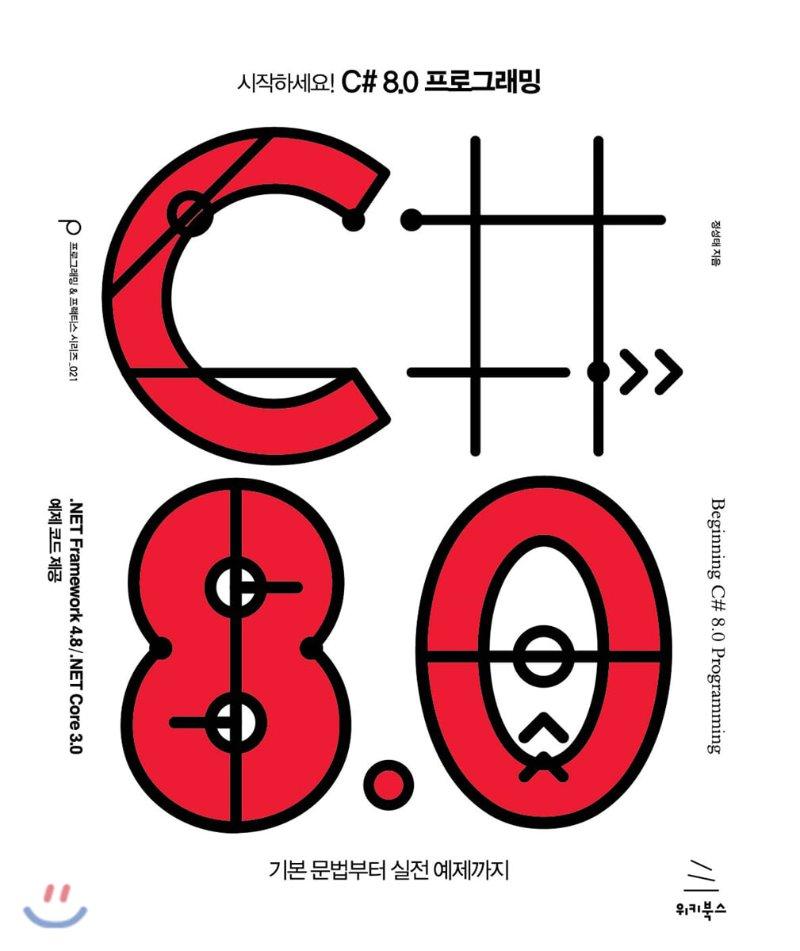 시작하세요! C# 8.0 프로그래밍
C#
8.0
프로그래밍 & 프랙티스 시리즈_021
정성태 지음
.NET Framework 4.8/.NET Core 3.0
예제 코드 제공
Beginning C# 8.0 Programming
기본 문법부터 실전 예제까지
위키북스